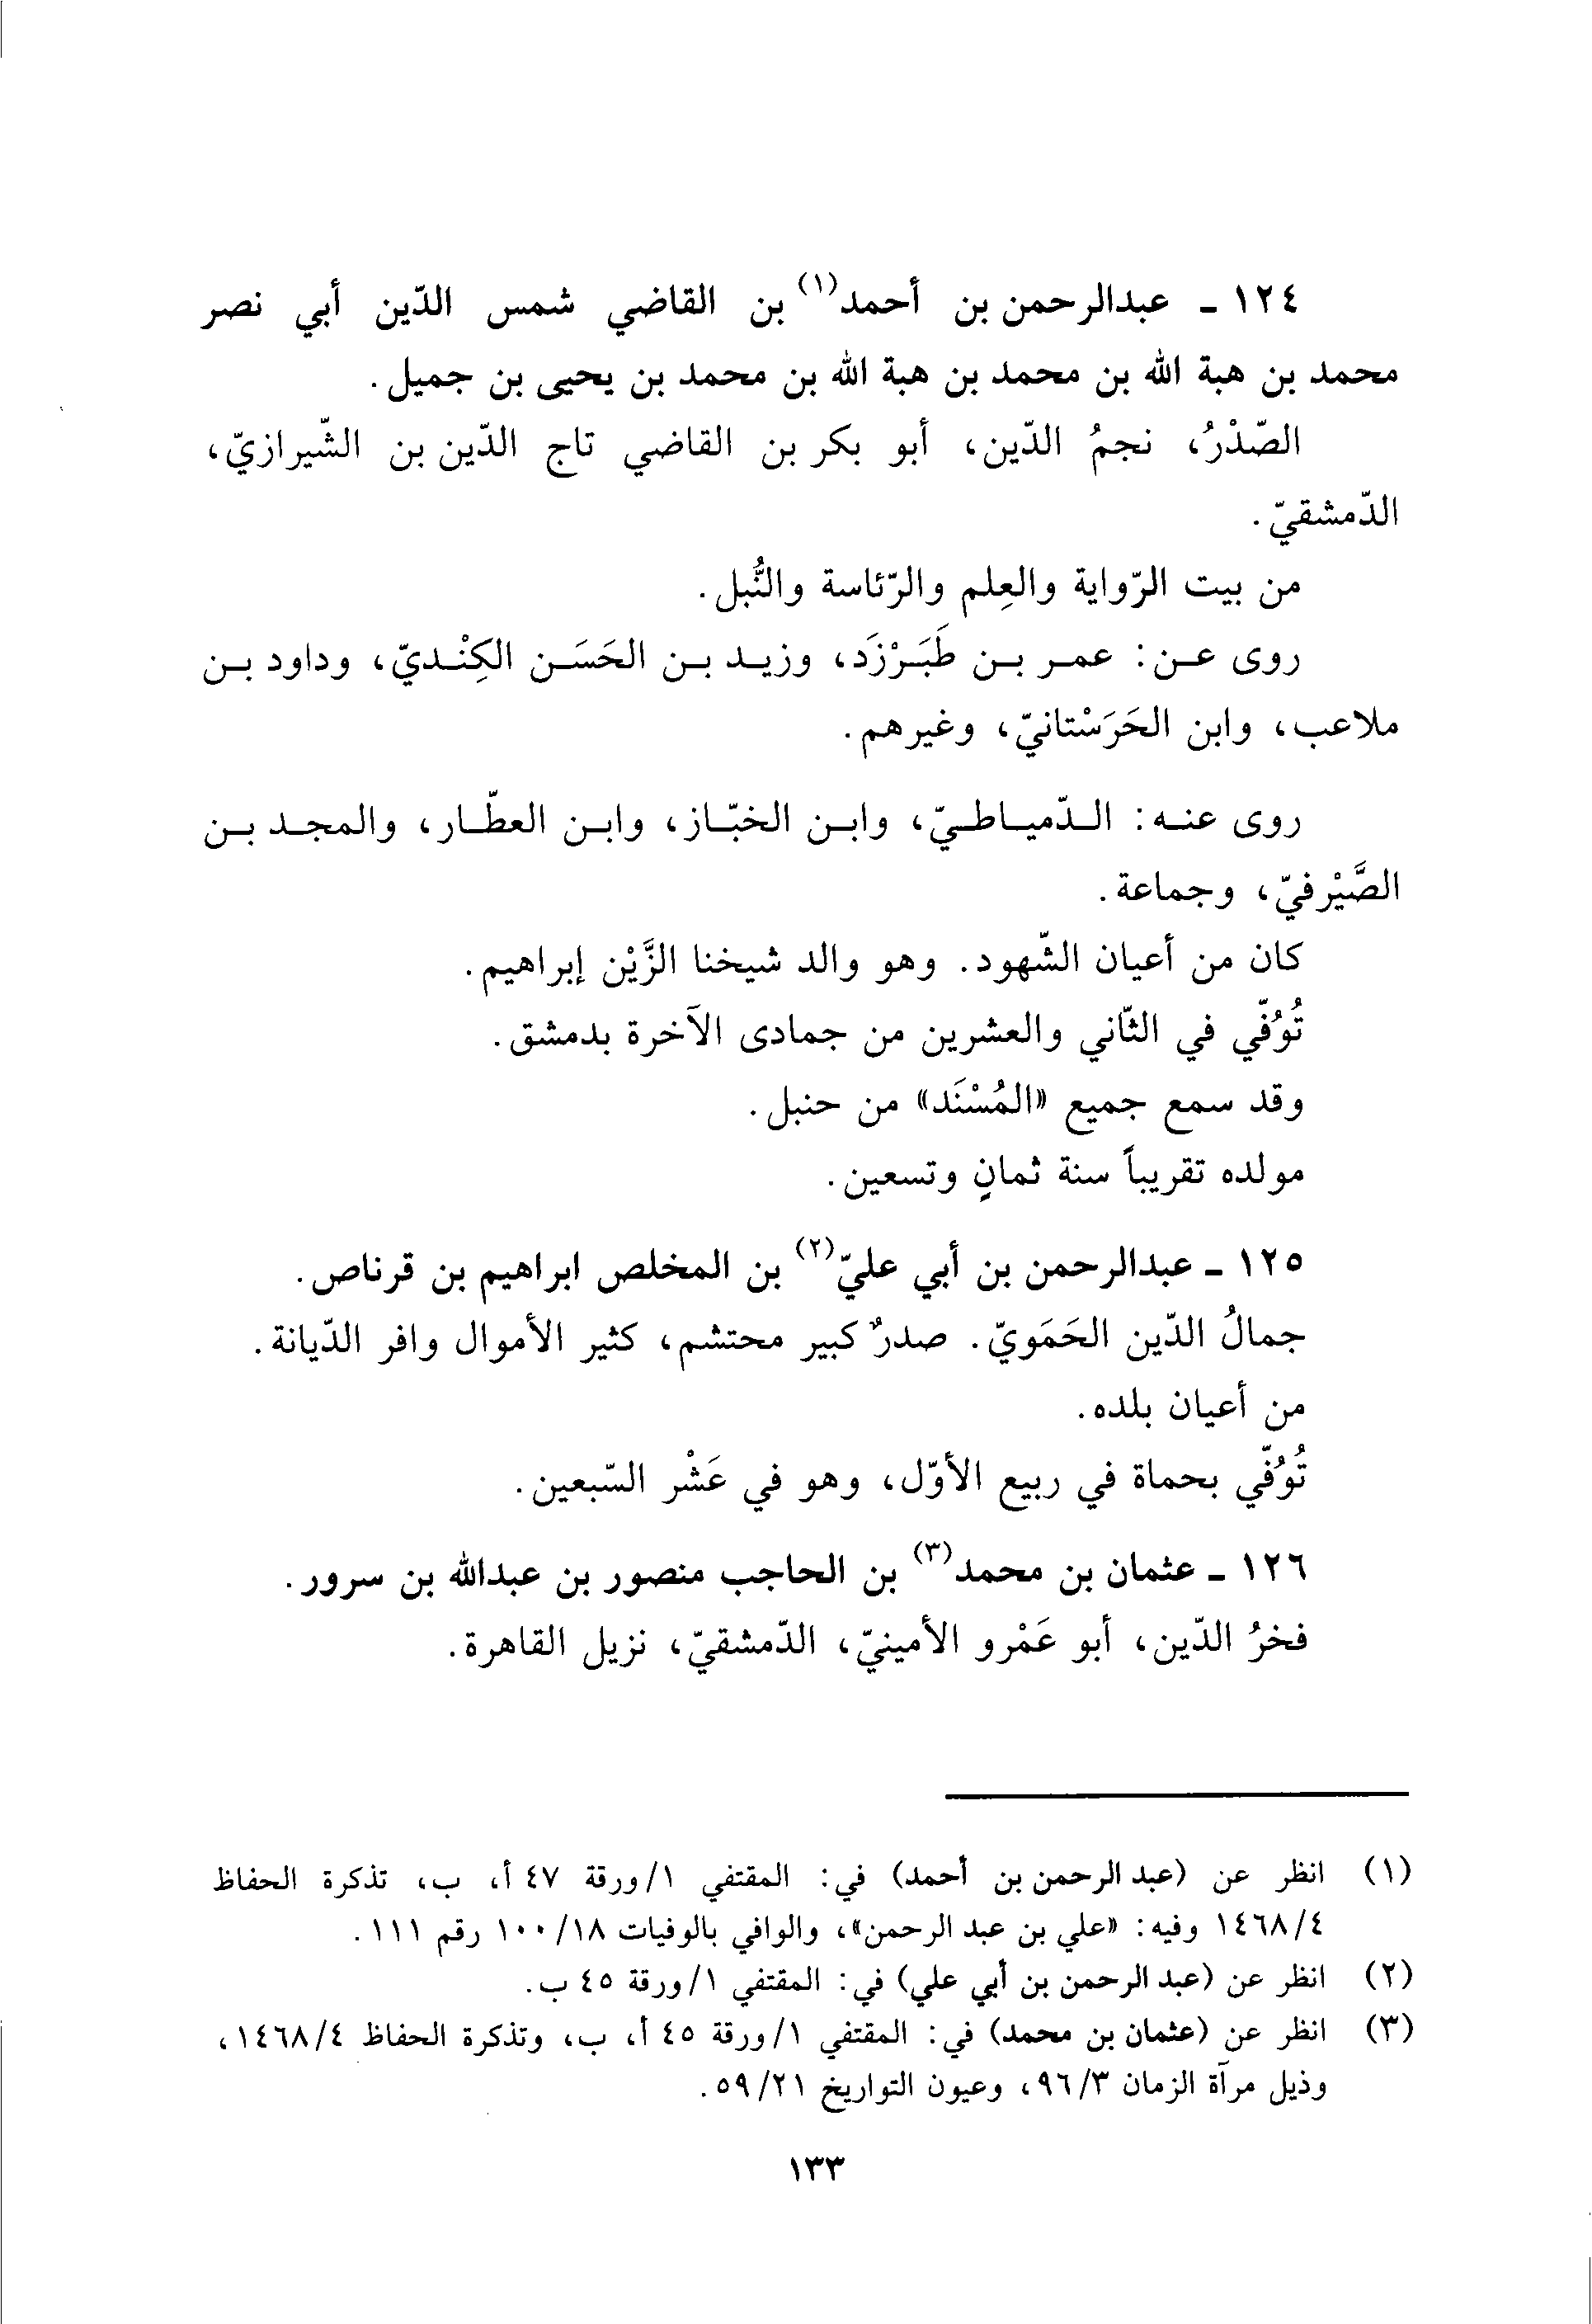 ١٢٤ ـ عبدالرحمن بن أحمد(١) بن القاضي شمس الدّين أبي نصر
محمد بن هبة الله بن محمد بن هبة الله بن محمد بن يحيى بن جميل.
الصّدْرُ، نجمُ الدّين، أبو بكر بن القاضي تاج الدّين بن الشّيرازيّ،
الدّمشقيّ.
من بيت الرّواية والعِلم والرّئاسة والنُّبل.
روى عن: عمر بن طَبَرْزَد، وزيد بن الحَسَن الكِنْديّ، وداود بن
ملاعب، وابن الحَرَسْتانيّ، وغيرهم.
روى عنه: الدّمياطيّ، وابن الخبّاز، وابن العطّار، والمجد بن
الصَّيْرفيّ، وجماعة.
كان من أعيان الشّهود. وهو والد شيخنا الزَّيْن إبراهيم.
تُوُفّي في الثّاني والعشرين من جمادى الآخرة بدمشق.
وقد سمع جميع «المُسْنَد» من حنبل.
مولده تقريباً سنة ثمانٍ وتسعين.
١٢٥ ـ عبدالرحمن بن أبي عليّ(٢) بن المخلص ابراهيم بن قرناص.
جمالُ الدّين الحَمَويّ. صدرٌ كبير محتشم، كثير الأموال وافر الدّيانة.
من أعيان بلده.
تُوُفّي بحماة في ربيع الأوّل، وهو في عَشْر السّبعين.
١٢٦ ـ عثمان بن محمد(٣) بن الحاجب منصور بن عبدالله بن سرور.
فخرُ الدّين، أبو عَمْرو الأمينيّ، الدّمشقيّ، نزيل القاهرة.
(١) انظر عن (عبد الرحمن بن أحمد) في: المقتفي ١/ورقة ٤٧ أ، ب، تذكرة الحفاظ
١٤٦٨/٤ وفيه: «علي بن عبد الرحمن»، والوافي بالوفيات ١٠٠/١٨ رقم ١١١.
(٢) انظر عن (عبد الرحمن بن أبي علي) في: المقتفي ١/ورقة ٤٥ ب.
(٣) انظر عن (عثمان بن محمد) في: المقتفي ١/ورقة ٤٥ أ، ب، وتذكرة الحفاظ ١٤٦٨/٤،
وذيل مرآة الزمان ٩٦/٣، وعيون التواريخ ٥٩/٢١.
١٣٣